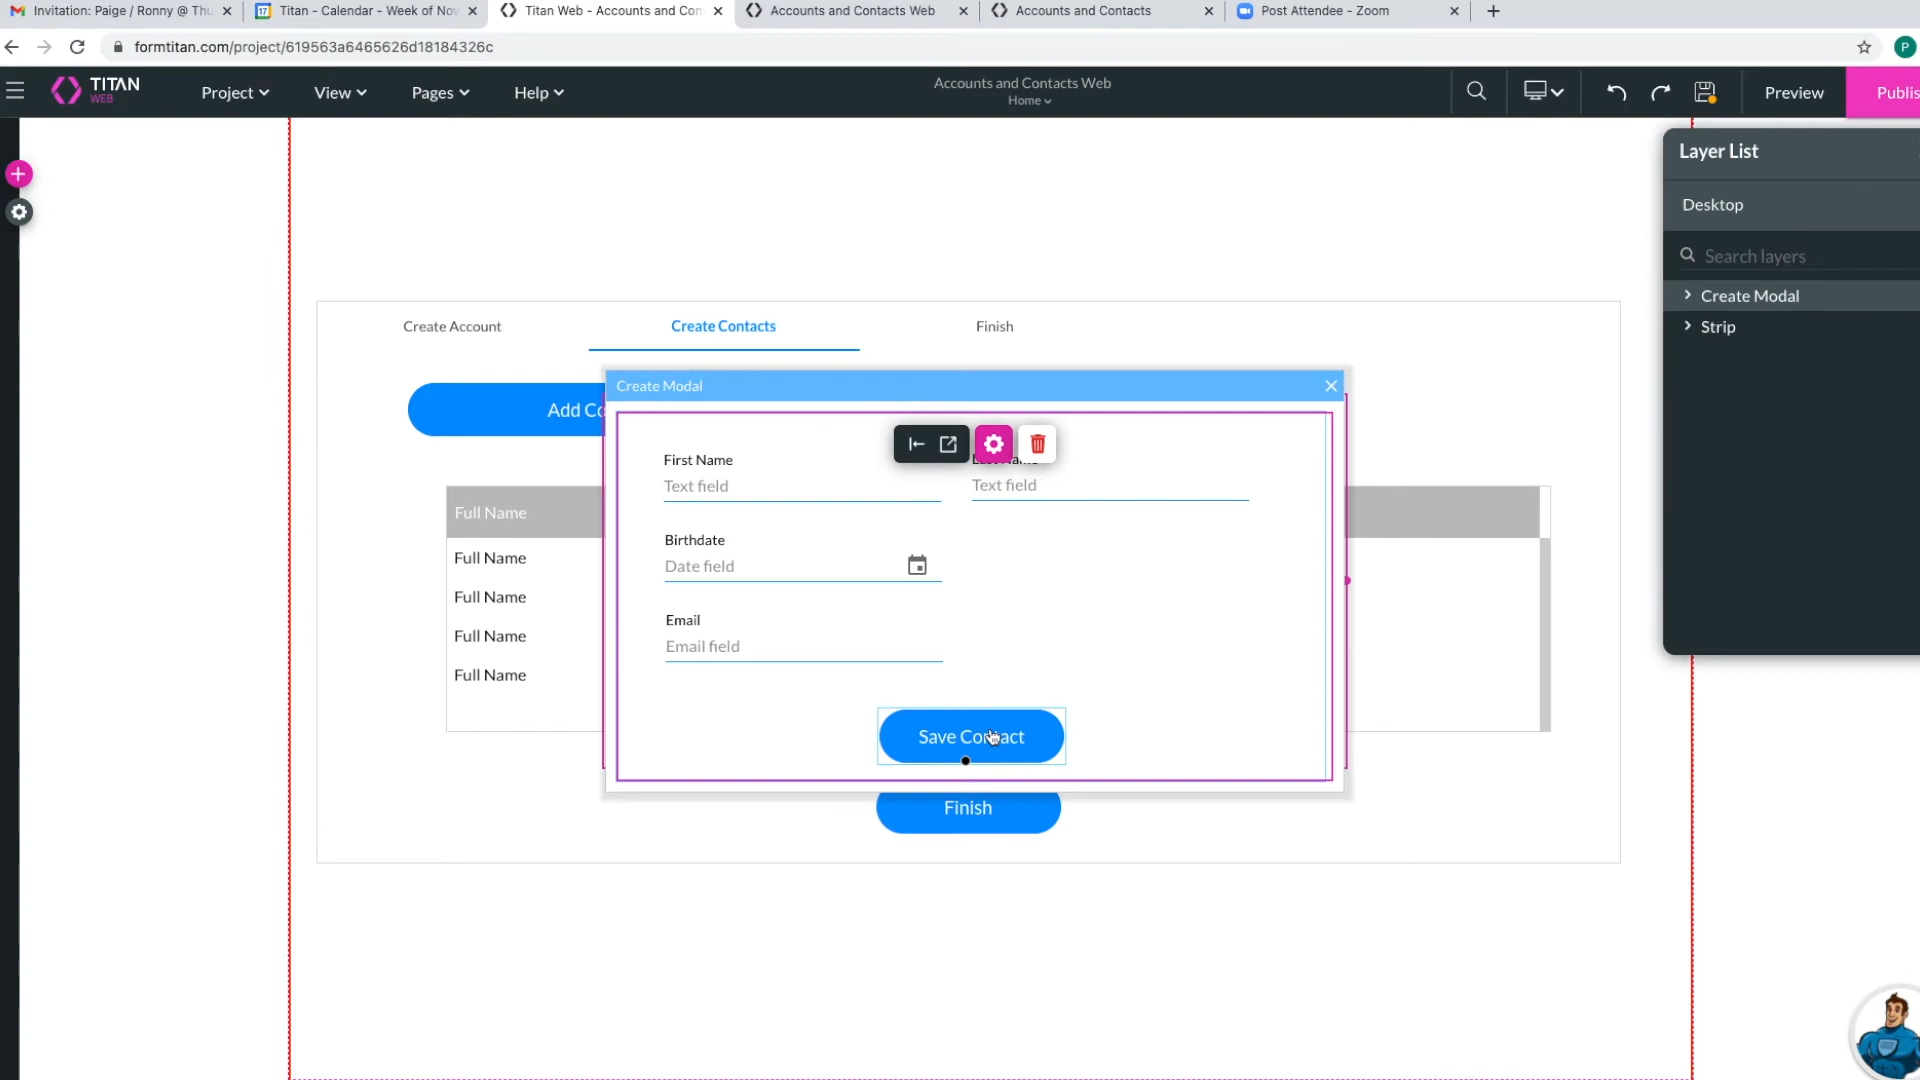 Invitation: Paige / Ronny @ Thu
Titan - Calendar - Week of Nov
Titan Web - Accounts and Con
Accounts and Contacts Web
Accounts and Contacts
Post Attendee - Zoom
formtitan.com/project/619563a6465626d18184326c
P
TITAN
WEB
Project
View
Pages
Help
Accounts and Contacts Web
Home
Preview
Publis
Layer List
Desktop
Search layers
Create Modal
Strip
Create Account
Create Contacts
Finish
Add Co
Create Modal
First Name
Text field
Last Name
Text field
Birthdate
Date field
Email
Email field
Save Contact
Full Name
Full Name
Full Name
Full Name
Full Name
Finish